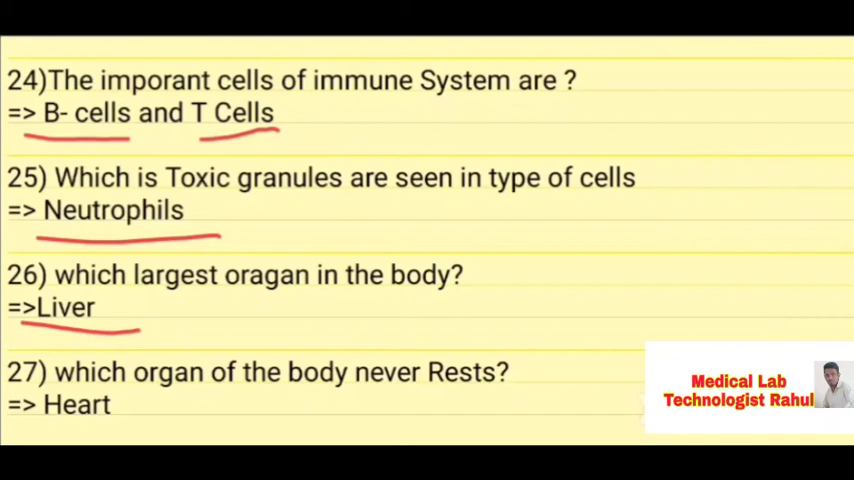 24)The imporant cells of immune System are ?
=> B- cells and T Cells
25) Which is Toxic granules are seen in type of cells
=> Neutrophils
26) which largest oragan in the body?
=>Liver
27) which organ of the body never Rests?
=> Heart
Medical Lab
Technologist Rahul